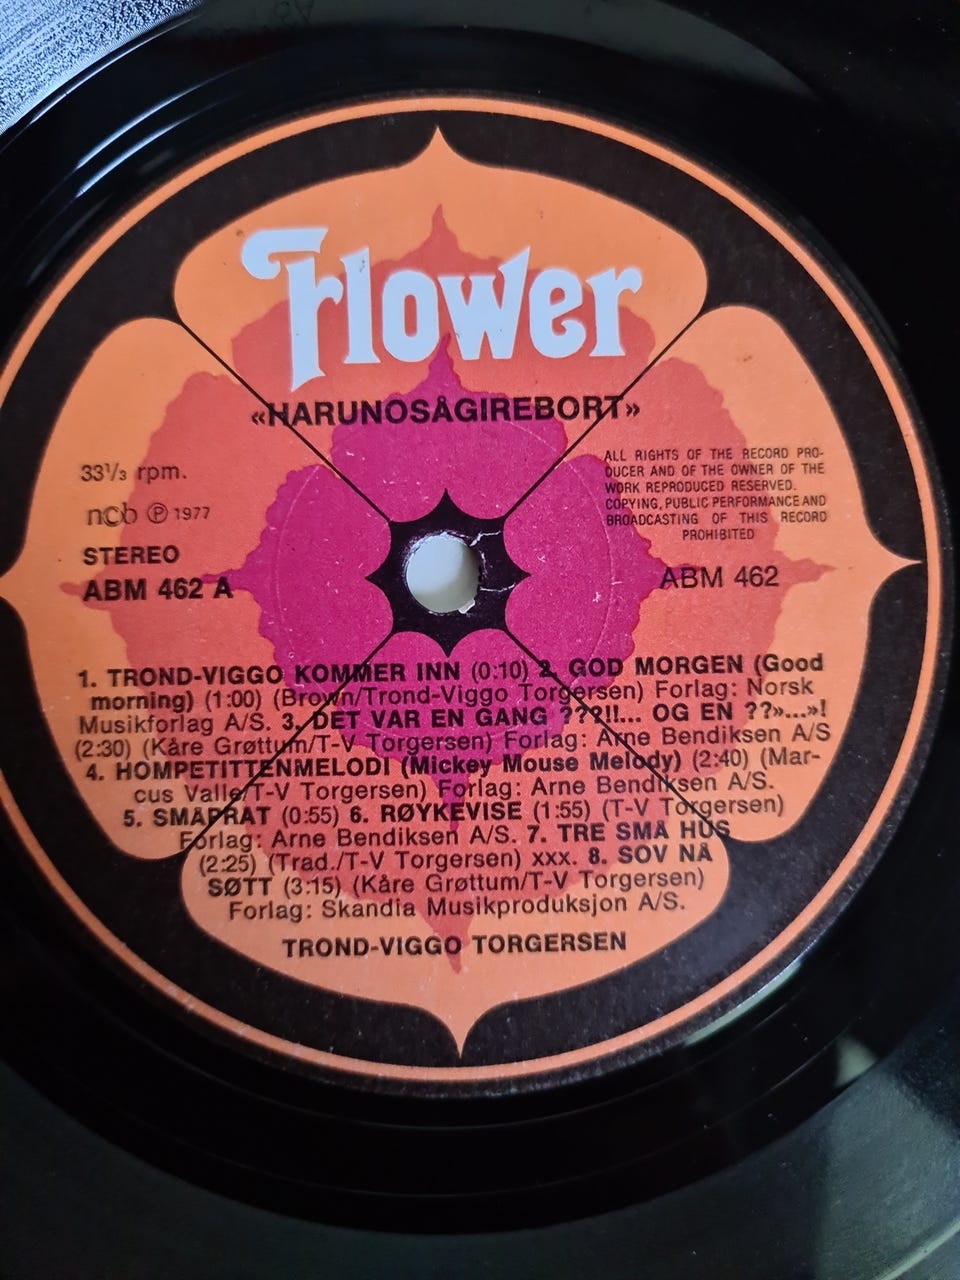 Flower
«HARUNOSÅGIREBORT»
33⅓ rpm.
ncb Ⓟ 1977
STEREO
ABM 462 A
ALL RIGHTS OF THE RECORD PRO-
DUCER AND OF THE OWNER OF THE
WORK REPRODUCED RESERVED.
COPYING, PUBLIC PERFORMANCE AND
BROADCASTING OF THIS RECORD
PROHIBITED
ABM 462
1. TROND-VIGGO KOMMER INN (0:10) 2. GOD MORGEN (Good
morning) (1:00) (Brown/Trond-Viggo Torgersen) Forlag: Norsk
Musikforlag A/S. 3. DET VAR EN GANG ???!!... OG EN ??»...»!
(2:30) (Kåre Grøttum/T-V Torgersen) Forlag: Arne Bendiksen A/S
4. HOMPETITTENMELODI (Mickey Mouse Melody) (2:40) (Mar-
cus Valle/T-V Torgersen) Forlag: Arne Bendiksen A/S.
5. SMAPRAT (0:55) 6. RØYKEVISE (1:55) (T-V Torgersen)
Forlag: Arne Bendiksen A/S. 7. TRE SMÅ HUS
(2:25) (Trad./T-V Torgersen) xxx. 8. SOV NÅ
SØTT (3:15) (Kåre Grøttum/T-V Torgersen)
Forlag: Skandia Musikproduksjon A/S.
TROND-VIGGO TORGERSEN